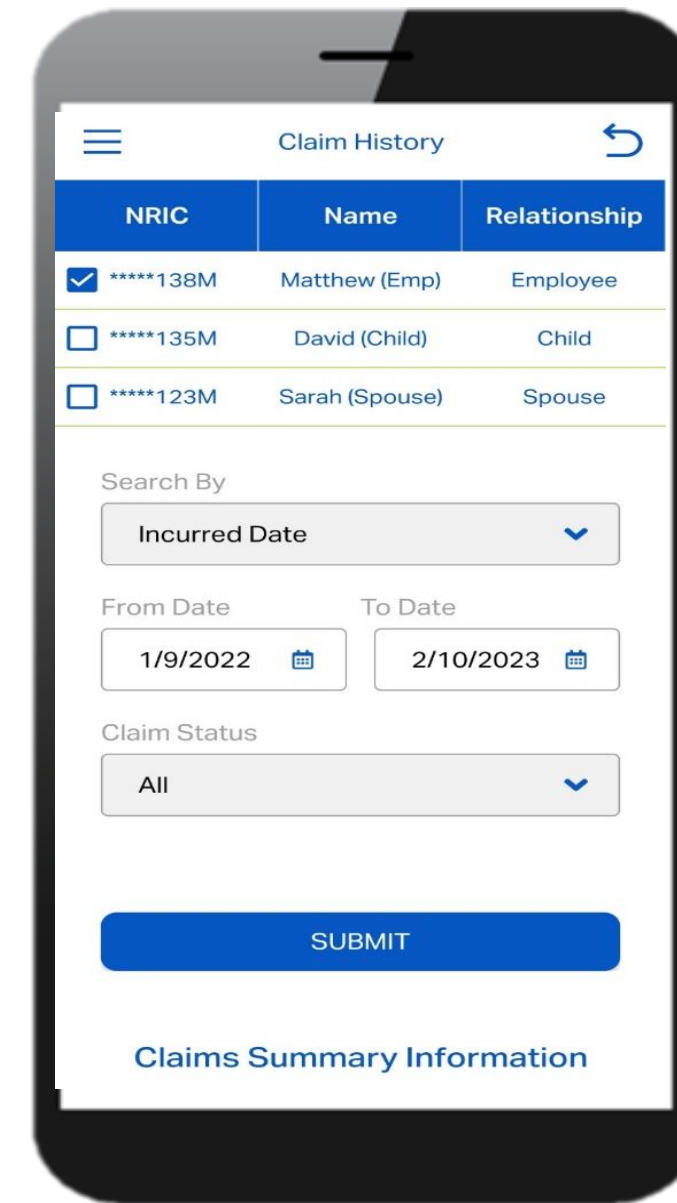 Claim History
NRIC Name Relationship
*****138M Matthew (Emp) Employee
*****135M David (Child) Child
*****123M Sarah (Spouse) Spouse
Search By
Incurred Date
From Date To Date
1/9/2022 2/10/2023
Claim Status
All
SUBMIT
Claims Summary Information